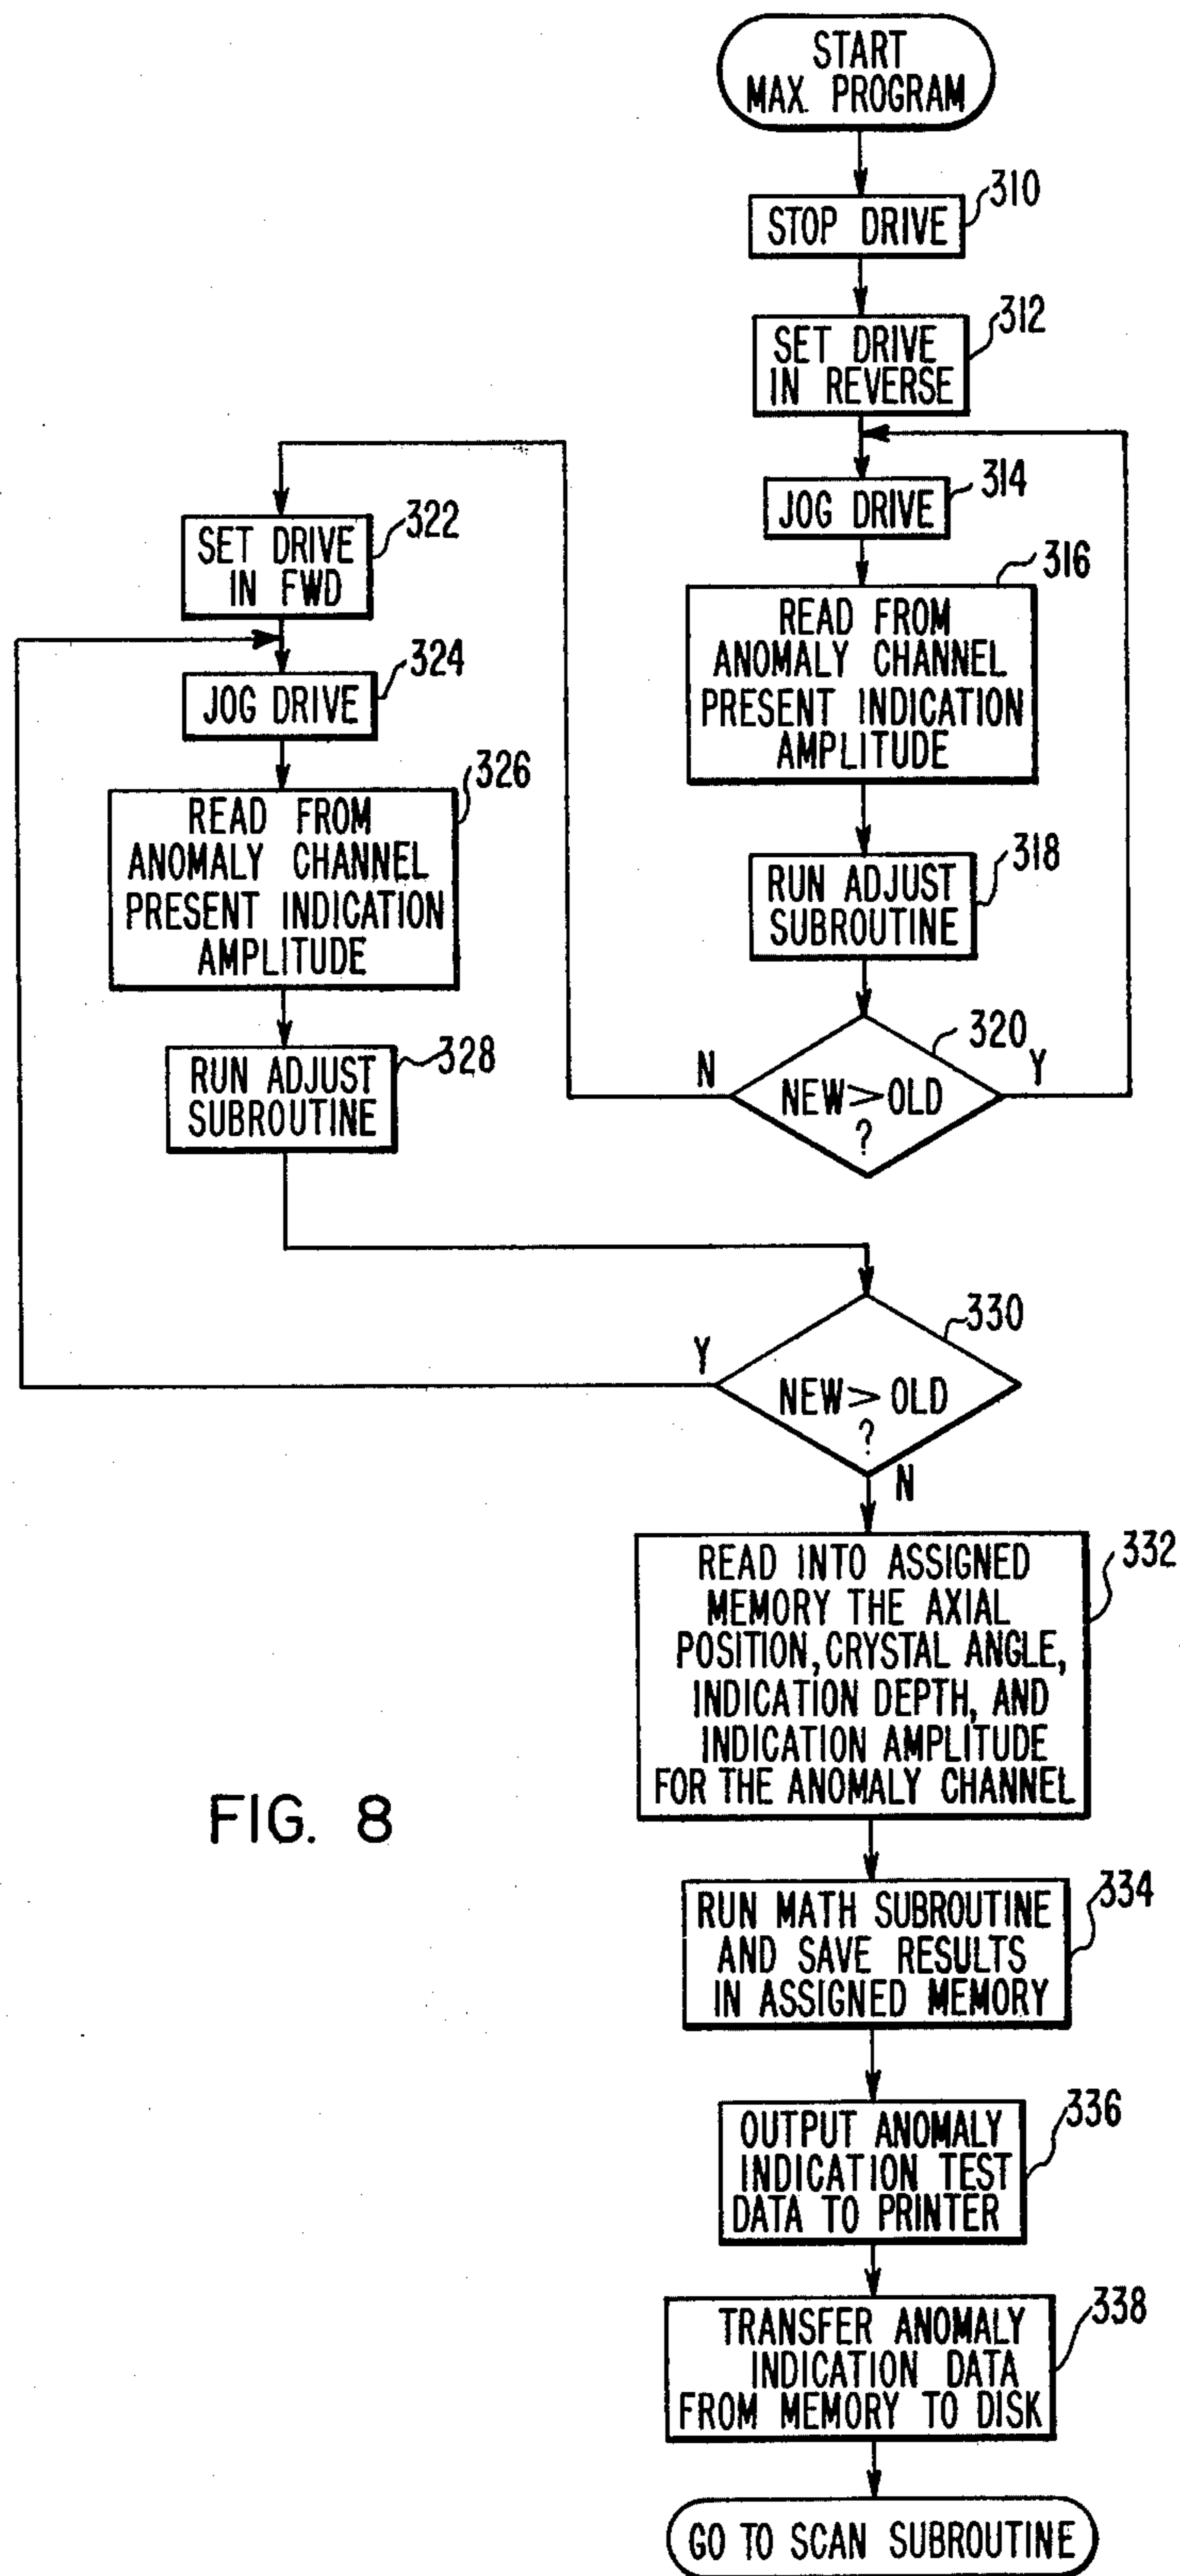 START
MAX. PROGRAM
310
STOP DRIVE
312
SET DRIVE
IN REVERSE
314
JOG DRIVE
316
READ FROM
ANOMALY CHANNEL
PRESENT INDICATION
AMPLITUDE
318
RUN ADJUST
SUBROUTINE
320
N
Y
NEW > OLD
?
322
SET DRIVE
IN FWD
324
JOG DRIVE
326
READ FROM
ANOMALY CHANNEL
PRESENT INDICATION
AMPLITUDE
328
RUN ADJUST
SUBROUTINE
330
Y
NEW > OLD
?
N
332
READ INTO ASSIGNED
MEMORY THE AXIAL
POSITION, CRYSTAL ANGLE,
INDICATION DEPTH, AND
INDICATION AMPLITUDE
FOR THE ANOMALY CHANNEL
FIG. 8
334
RUN MATH SUBROUTINE
AND SAVE RESULTS
IN ASSIGNED MEMORY
336
OUTPUT ANOMALY
INDICATION TEST
DATA TO PRINTER
338
TRANSFER ANOMALY
INDICATION DATA
FROM MEMORY TO DISK
GO TO SCAN SUBROUTINE